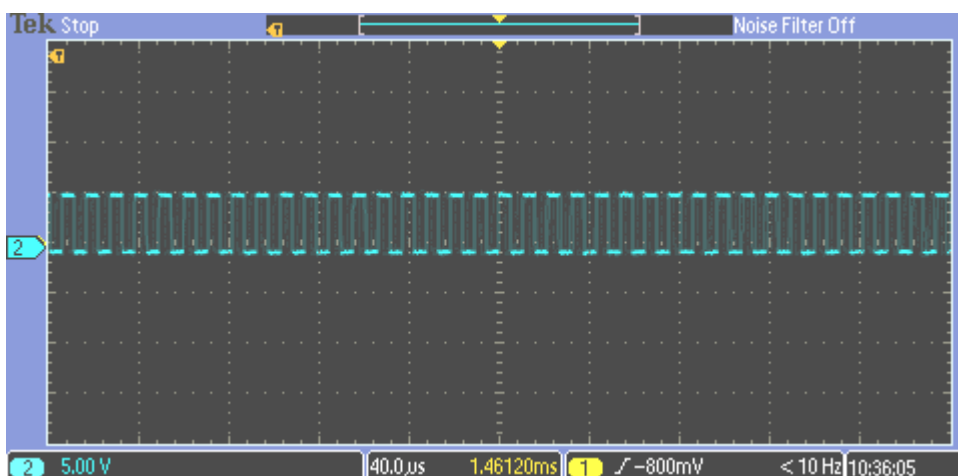 Tek Stop Noise Filter Off
T
T
2
2 5.00 V 40.0µs 1.46120ms 1 ∫ −800mV < 10 Hz 10:36:05